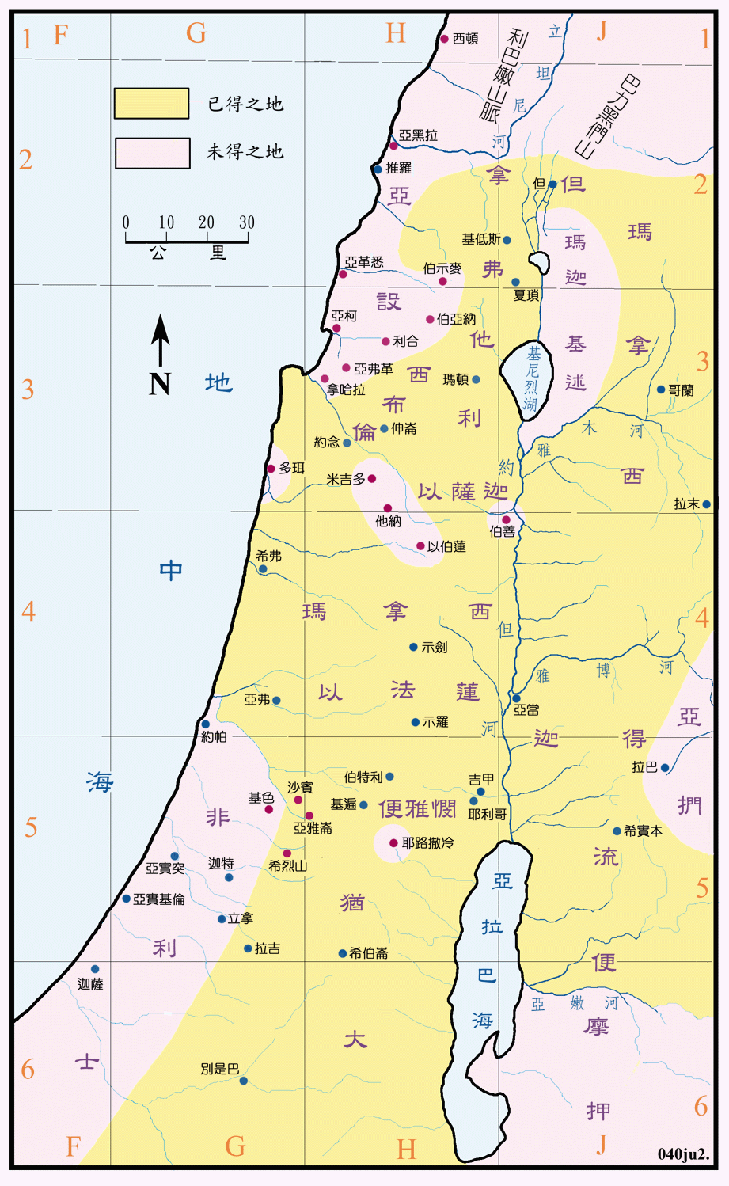 F G H J
1 1
西頓
利巴嫩山脈
立坦尼河
巴力黑們山
已得之地
未得之地
0 10 20 30
公里
亞黑拉
2 2
推羅
亞設
拿弗他利
但
但
基低斯
瑪迦
基述
瑪拿西
亞革悉
伯示麥
夏瑣
亞柯
伯亞納
利合
N
3 3
地中海
亞弗革
拿哈拉
西布倫
瑪頓
基尼烈湖
哥蘭
仲崙
約念
雅木河
多珥
米吉多
以薩迦
約但河
拉末
他納
伯善
以伯蓮
希弗
4 4
瑪拿西
示劍
雅博河
亞弗
以法蓮
亞當
示羅
約帕
迦得
亞捫
拉巴
伯特利
吉甲
沙賓
基色
基遍
便雅憫
耶利哥
亞雅崙
5 5
非利士
耶路撒冷
希實本
流便
亞實突
迦特
希烈山
亞拉巴海
亞實基倫
立拿
猶大
拉吉
希伯崙
迦薩
亞嫩河
摩押
6 6
別是巴
F G H J
040ju2.